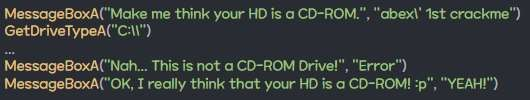 MessageBoxA("Make me think your HD is a CD-ROM.", "abex\' 1st crackme")
GetDriveTypeA("C:\\")
...
MessageBoxA("Nah... This is not a CD-ROM Drive!", "Error")
MessageBoxA("OK, I really think that your HD is a CD-ROM! :p", "YEAH!")